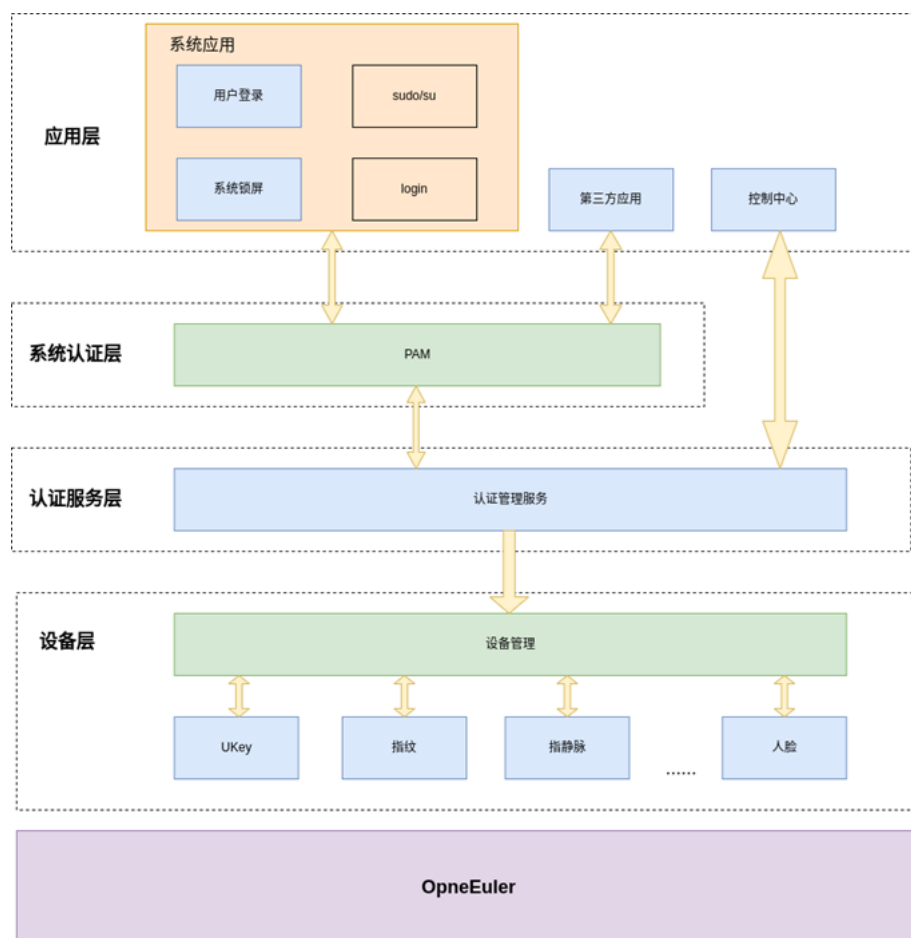 系统应用
用户登录
sudo/su
应用层
系统锁屏
login
第三方应用
控制中心
系统认证层
PAM
认证服务层
认证管理服务
设备层
设备管理
UKey
指纹
指静脉
......
人脸
OpneEuler